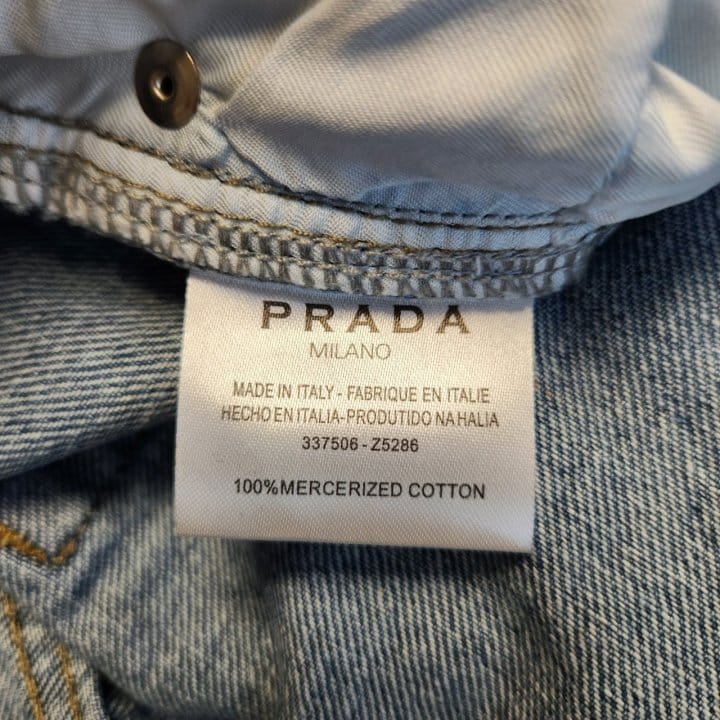 PRADA
MILANO
MADE IN ITALY - FABRIQUE EN ITALIE
HECHO EN ITALIA-PRODUTIDO NA HALIA
337506 - Z5286
100%MERCERIZED COTTON